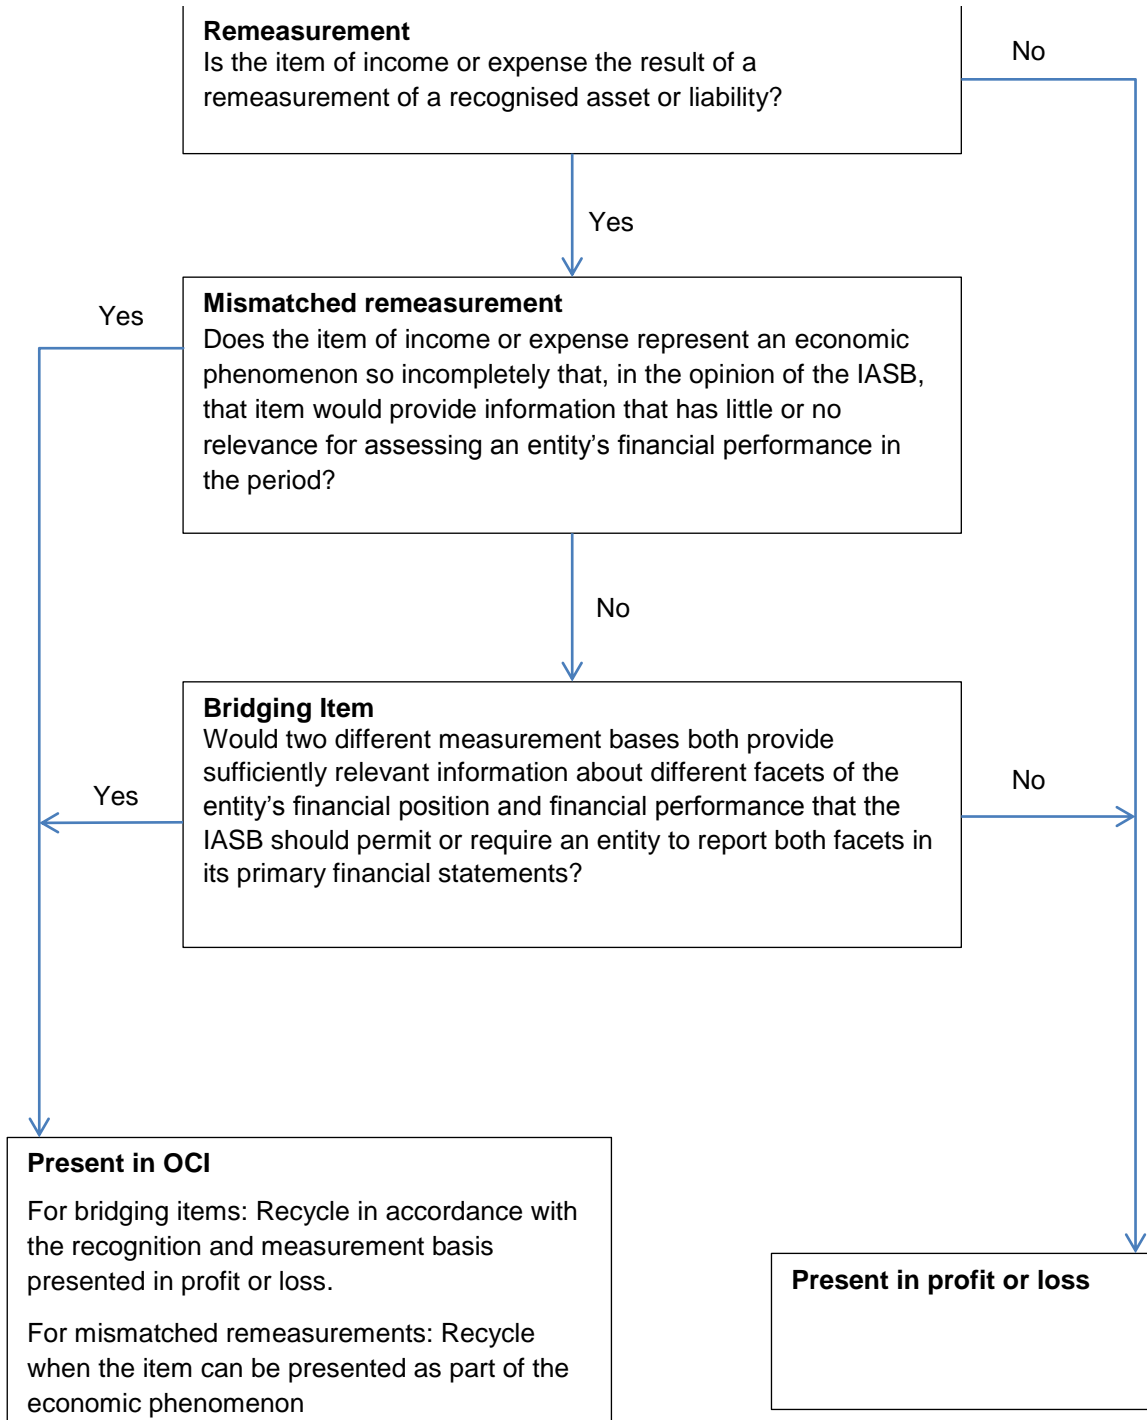 Remeasurement
Is the item of income or expense the result of a
remeasurement of a recognised asset or liability?
No
Yes
Yes
Mismatched remeasurement
Does the item of income or expense represent an economic
phenomenon so incompletely that, in the opinion of the IASB,
that item would provide information that has little or no
relevance for assessing an entity’s financial performance in
the period?
No
Bridging Item
Would two different measurement bases both provide
sufficiently relevant information about different facets of the
entity’s financial position and financial performance that the
IASB should permit or require an entity to report both facets in
its primary financial statements?
Yes
No
Present in OCI
For bridging items: Recycle in accordance with
the recognition and measurement basis
presented in profit or loss.
For mismatched remeasurements: Recycle
when the item can be presented as part of the
economic phenomenon
Present in profit or loss